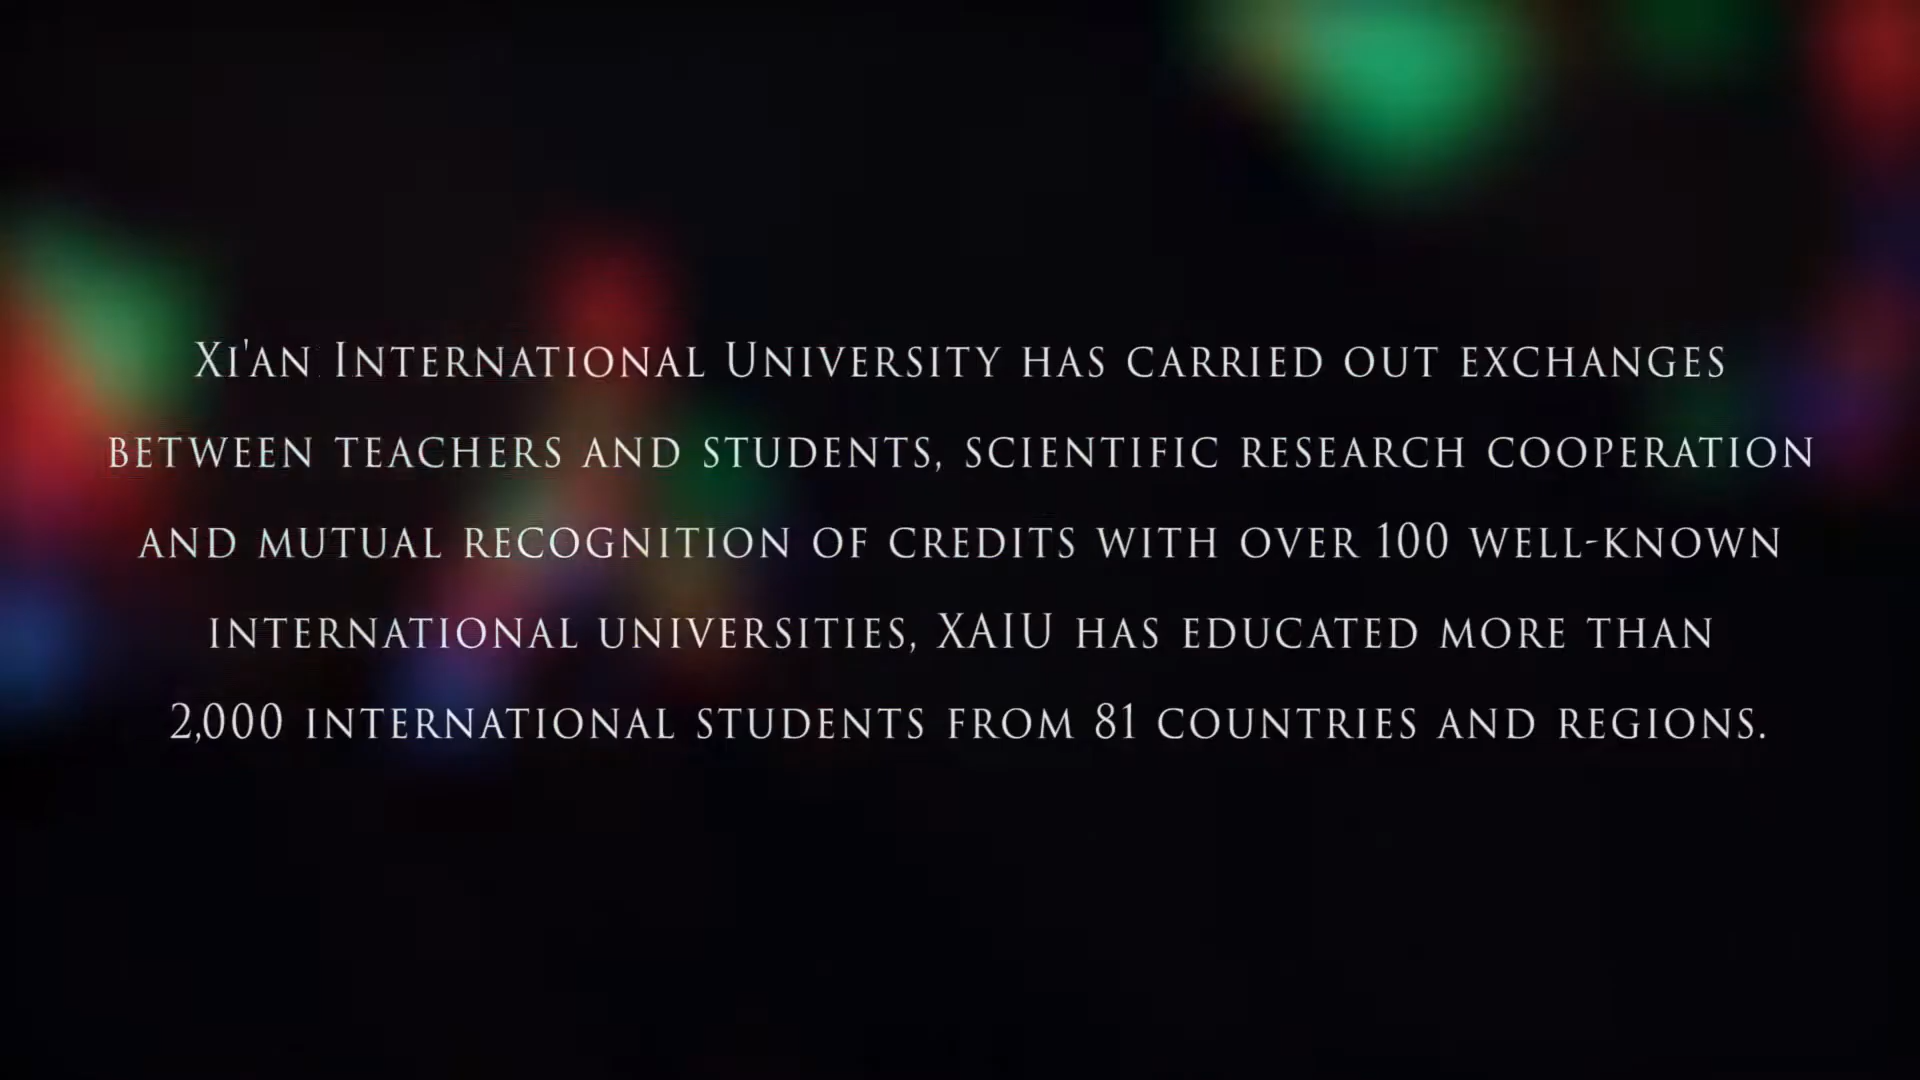 Xi'an International University has carried out exchanges
between teachers and students, scientific research cooperation
and mutual recognition of credits with over 100 well-known
international universities, XAIU has educated more than
2,000 international students from 81 countries and regions.